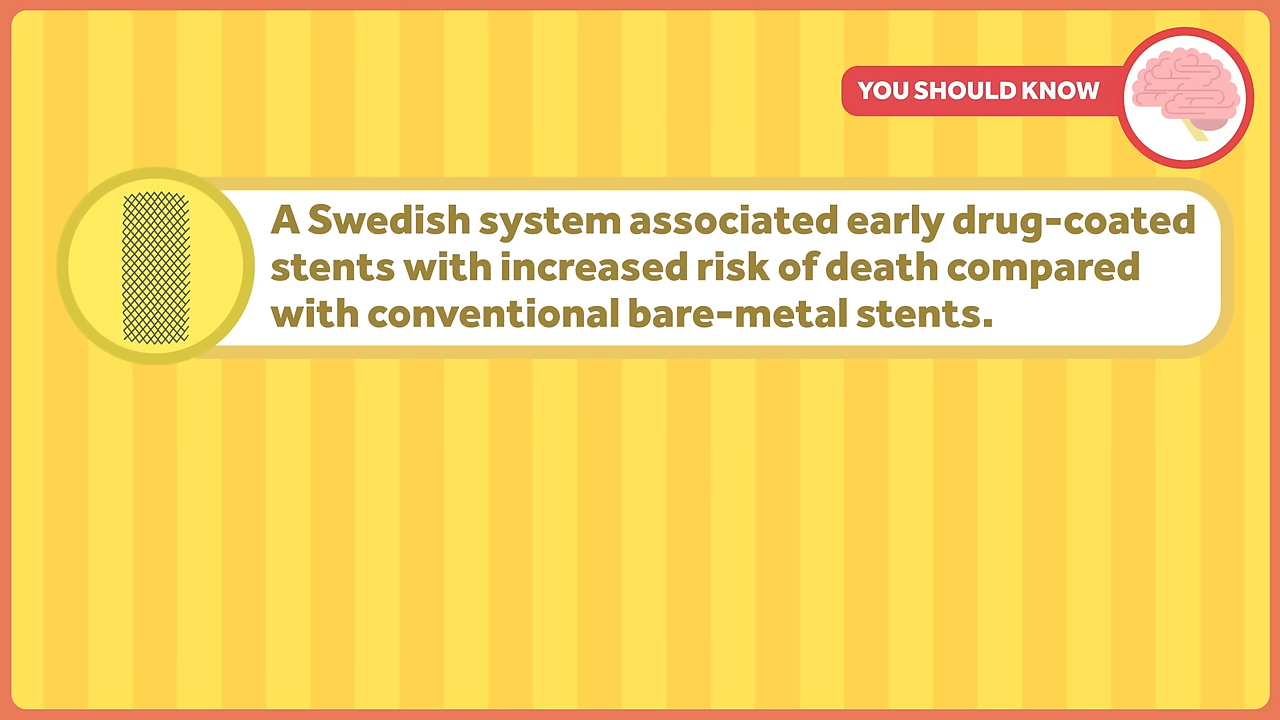 YOU SHOULD KNOW
A Swedish system associated early drug-coated
stents with increased risk of death compared
with conventional bare-metal stents.